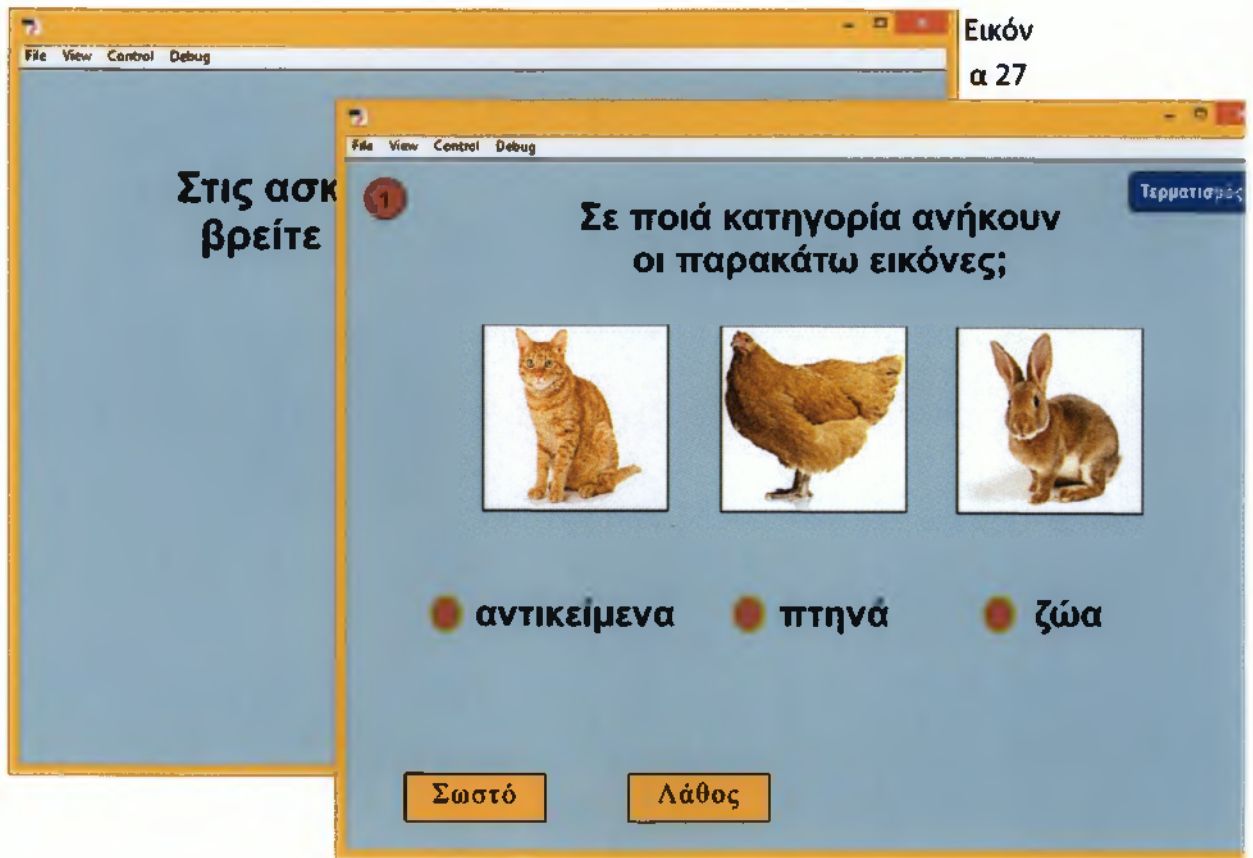 File View Control Debug
Εικόν
α 27
Στις ασκ
βρείτε
File View Control Debug
1
Τερματισμός
Σε ποιά κατηγορία ανήκουν
οι παρακάτω εικόνες;
αντικείμενα πτηνά ζώα
Σωστό Λάθος